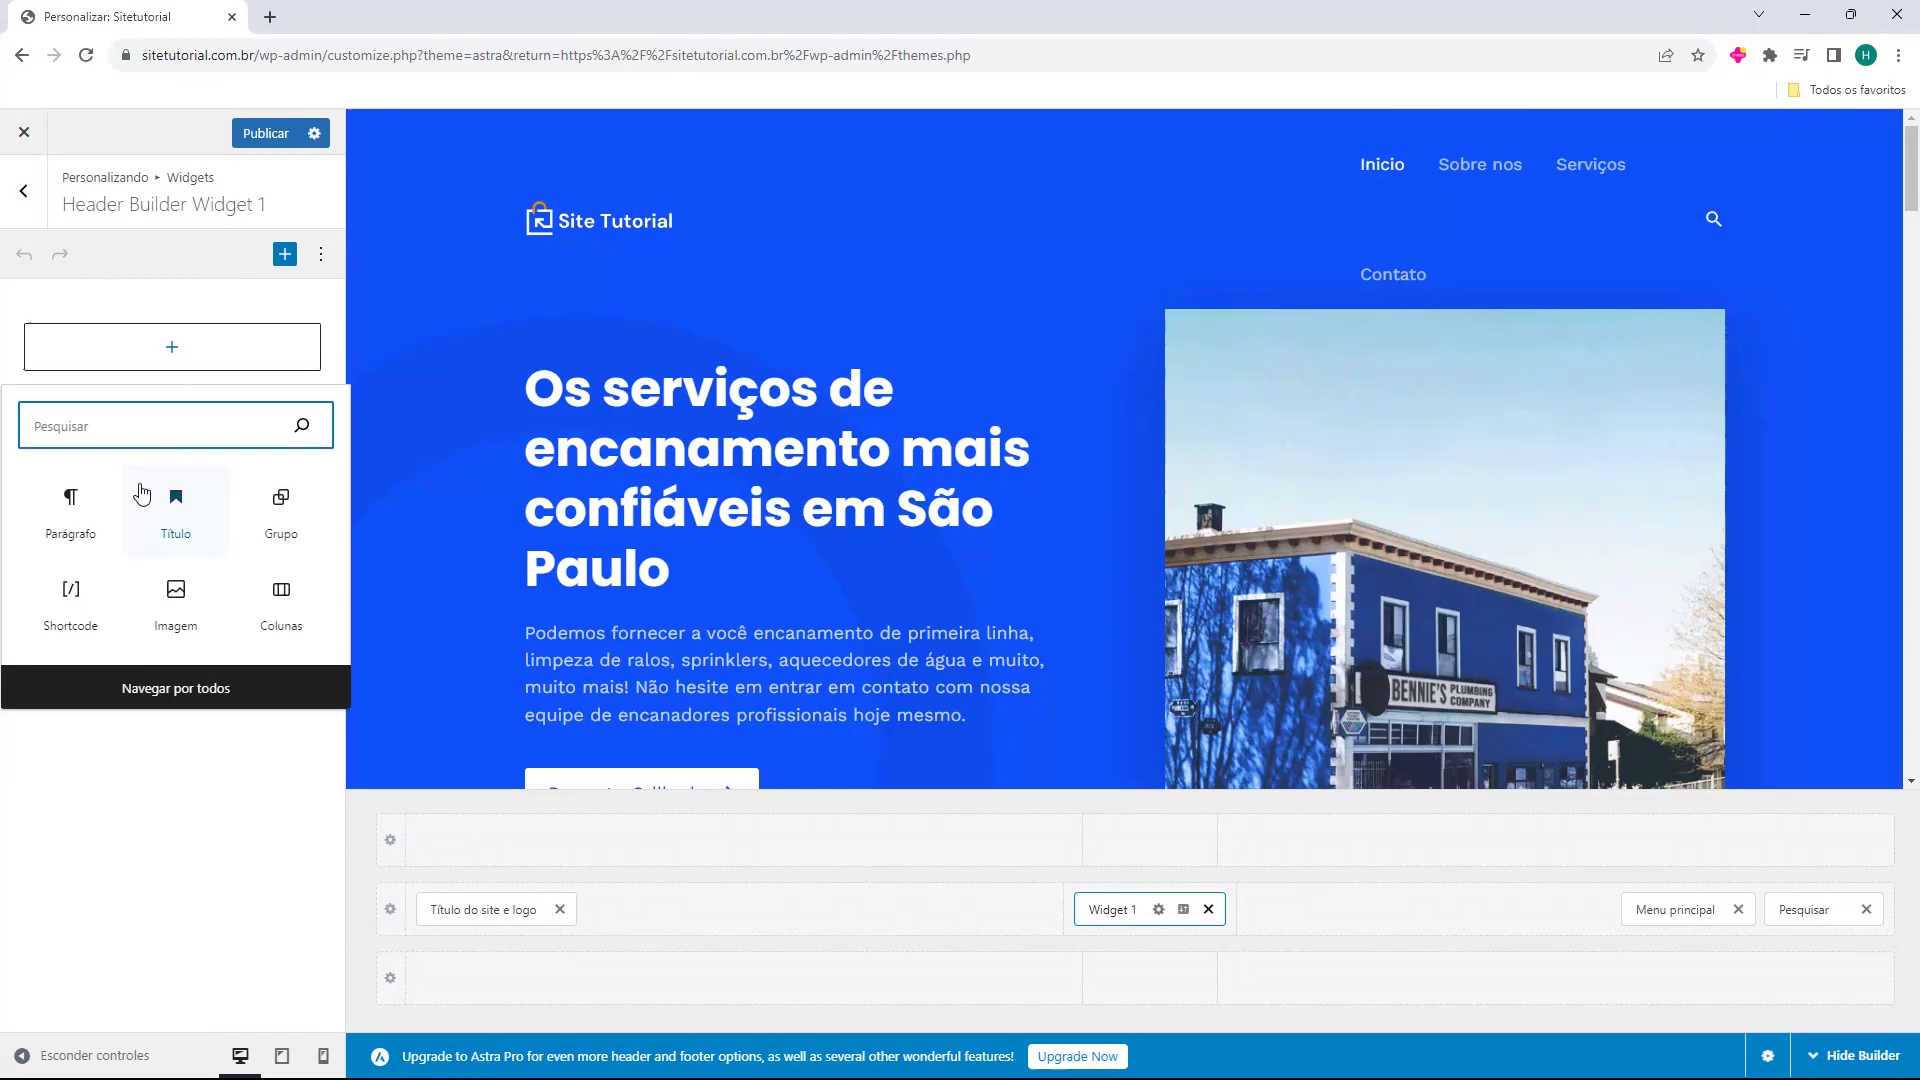 Personalizar: Sitetutorial
sitetutorial.com.br/wp-admin/customize.php?theme=astra&return=https%3A%2F%2Fsitetutorial.com.br%2Fwp-admin%2Fthemes.php
H
Todos os favoritos
Publicar
Personalizando ▸ Widgets
Header Builder Widget 1
Pesquisar
Parágrafo
Título
Grupo
Shortcode
Imagem
Colunas
Navegar por todos
Inicio
Sobre nos
Serviços
Site Tutorial
Contato
Os serviços de
encanamento mais
confiáveis em São
Paulo
Podemos fornecer a você encanamento de primeira linha,
limpeza de ralos, sprinklers, aquecedores de água e muito,
muito mais! Não hesite em entrar em contato com nossa
equipe de encanadores profissionais hoje mesmo.
BENNIE'S PLUMBING COMPANY
Título do site e logo
Widget 1
Menu principal
Pesquisar
Esconder controles
Upgrade to Astra Pro for even more header and footer options, as well as several other wonderful features!
Upgrade Now
Hide Builder